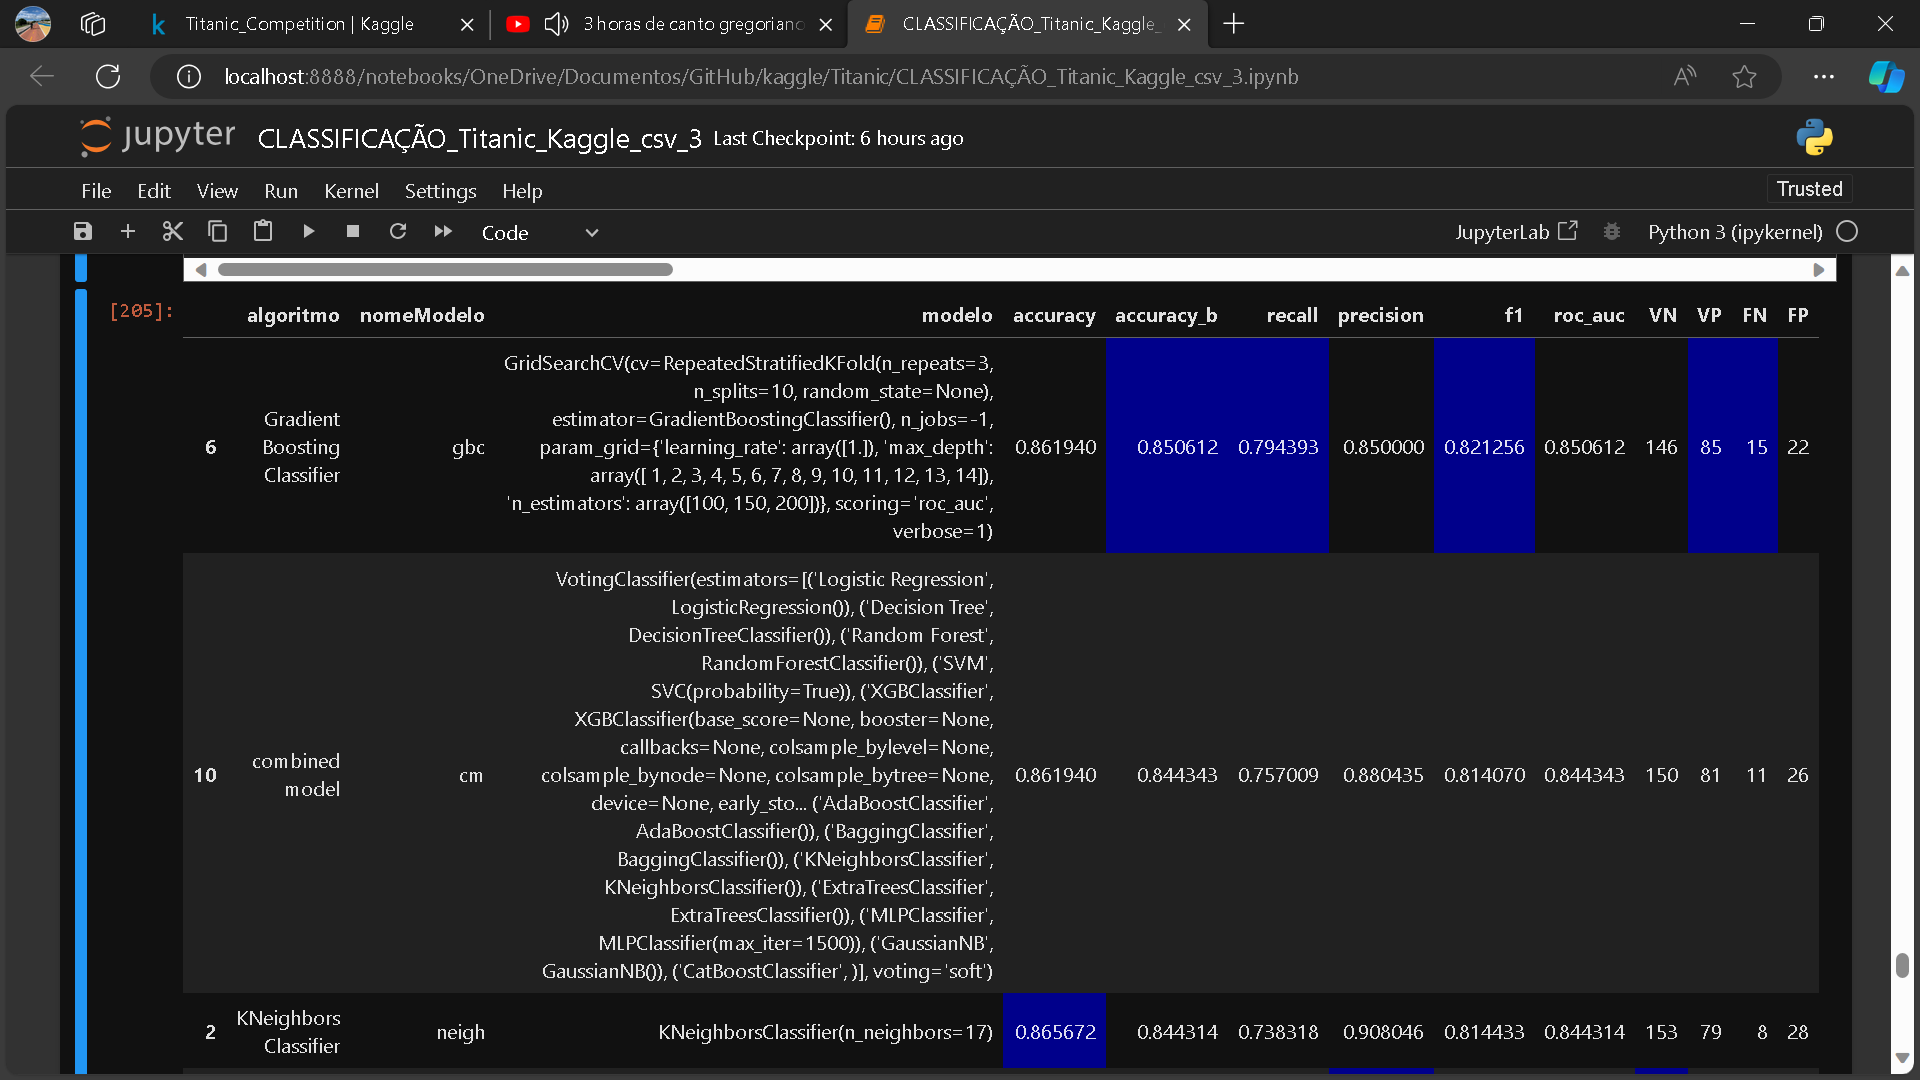 Titanic_Competition | Kaggle
3 horas de canto gregoriano
CLASSIFICAÇÃO_Titanic_Kaggle_
localhost:8888/notebooks/OneDrive/Documentos/GitHub/kaggle/Titanic/CLASSIFICAÇÃO_Titanic_Kaggle_csv_3.ipynb
jupyter CLASSIFICAÇÃO_Titanic_Kaggle_csv_3 Last Checkpoint: 6 hours ago
File Edit View Run Kernel Settings Help
Trusted
Code
JupyterLab
Python 3 (ipykernel)
[205]:
algoritmo nomeModelo modelo accuracy accuracy_b recall precision f1 roc_auc VN VP FN FP
GridSearchCV(cv=RepeatedStratifiedKFold(n_repeats=3,
n_splits=10, random_state=None),
Gradient estimator=GradientBoostingClassifier(), n_jobs=-1,
6 Boosting gbc param_grid={'learning_rate': array([1.]), 'max_depth': 0.861940 0.850612 0.794393 0.850000 0.821256 0.850612 146 85 15 22
Classifier array([ 1, 2, 3, 4, 5, 6, 7, 8, 9, 10, 11, 12, 13, 14]),
'n_estimators': array([100, 150, 200])}, scoring='roc_auc',
verbose=1)
VotingClassifier(estimators=[('Logistic Regression',
LogisticRegression()), ('Decision Tree',
DecisionTreeClassifier()), ('Random Forest',
RandomForestClassifier()), ('SVM',
SVC(probability=True)), ('XGBClassifier',
XGBClassifier(base_score=None, booster=None,
callbacks=None, colsample_bylevel=None,
10 combined model cm colsample_bynode=None, colsample_bytree=None, 0.861940 0.844343 0.757009 0.880435 0.814070 0.844343 150 81 11 26
device=None, early_sto... ('AdaBoostClassifier',
AdaBoostClassifier()), ('BaggingClassifier',
BaggingClassifier()), ('KNeighborsClassifier',
KNeighborsClassifier()), ('ExtraTreesClassifier',
ExtraTreesClassifier()), ('MLPClassifier',
MLPClassifier(max_iter=1500)), ('GaussianNB',
GaussianNB()), ('CatBoostClassifier', )], voting='soft')
2 KNeighbors Classifier neigh KNeighborsClassifier(n_neighbors=17) 0.865672 0.844314 0.738318 0.908046 0.814433 0.844314 153 79 8 28